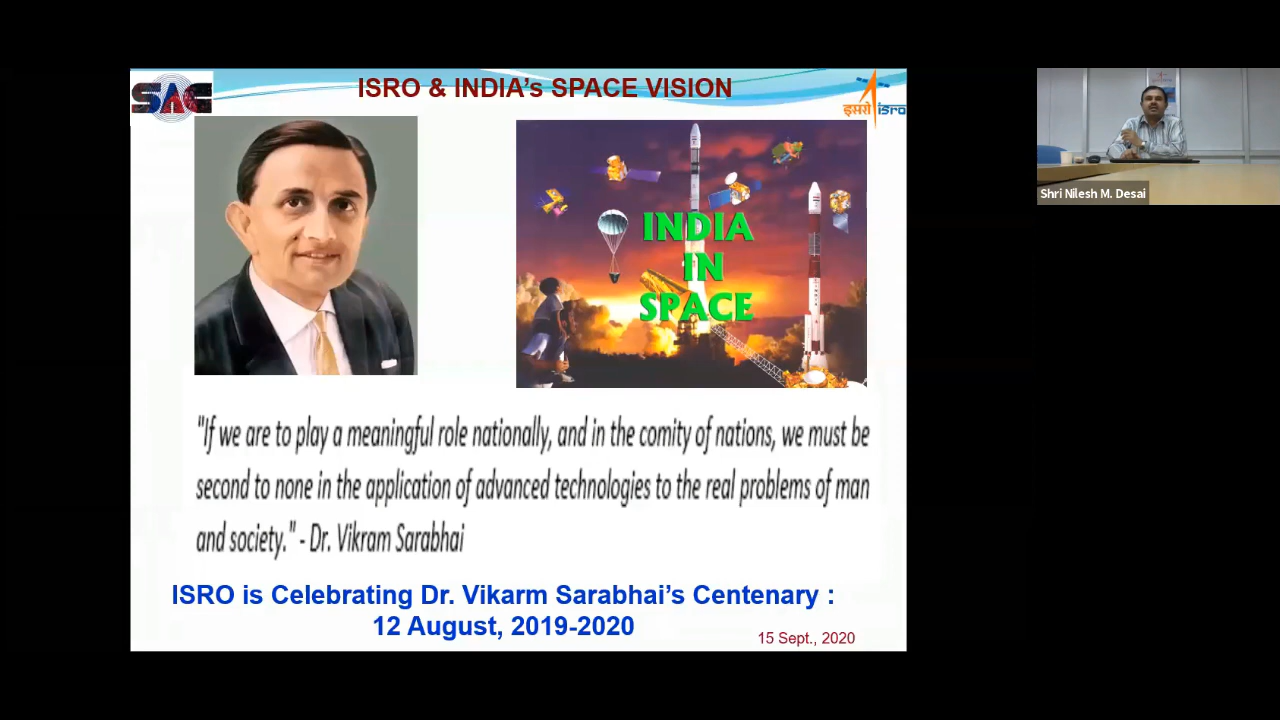 SAC
ISRO & INDIA's SPACE VISION
इसरो isro
INDIA
IN
SPACE
Shri Nilesh M. Desai
"If we are to play a meaningful role nationally, and in the comity of nations, we must be
second to none in the application of advanced technologies to the real problems of man
and society." - Dr. Vikram Sarabhai
ISRO is Celebrating Dr. Vikarm Sarabhai's Centenary :
12 August, 2019-2020
15 Sept., 2020